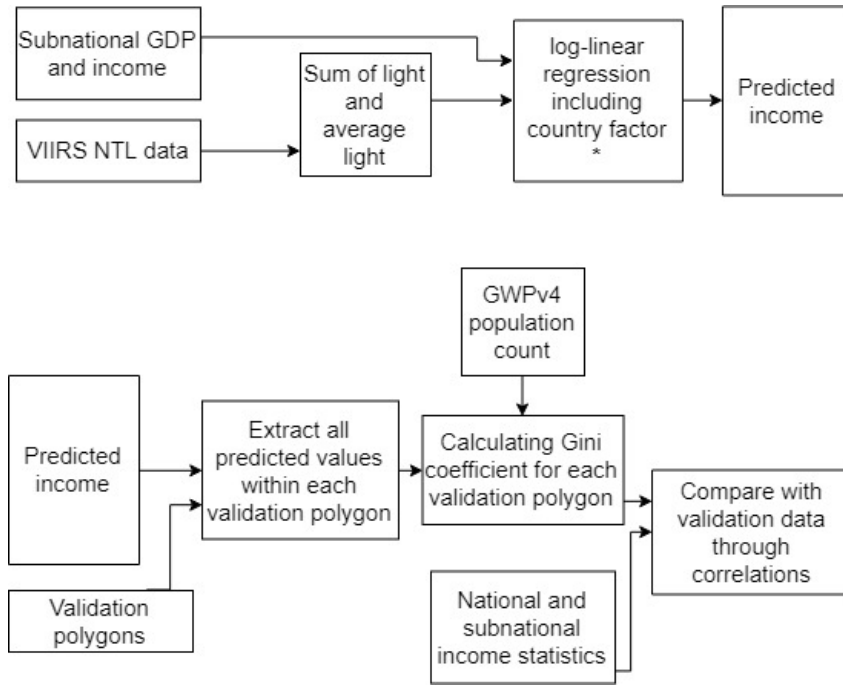 Subnational GDP
and income
VIIRS NTL data
Sum of light
and
average
light
log-linear
regression
including
country factor
*
Predicted
income
GWPv4
population
count
Predicted
income
Validation
polygons
Extract all
predicted values
within each
validation polygon
Calculating Gini
coefficient for each
validation polygon
National and
subnational
income statistics
Compare with
validation data
through
correlations